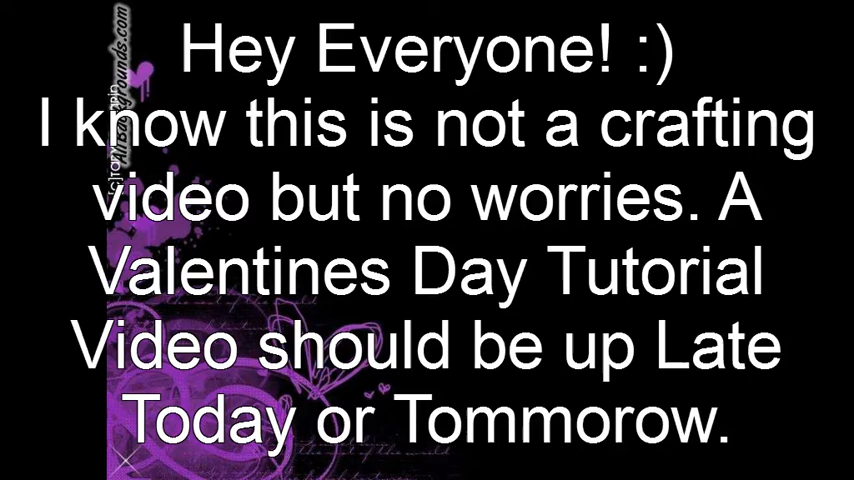 Hey Everyone! :)
I know this is not a crafting
video but no worries. A
Valentines Day Tutorial
Video should be up Late
Today or Tommorow.